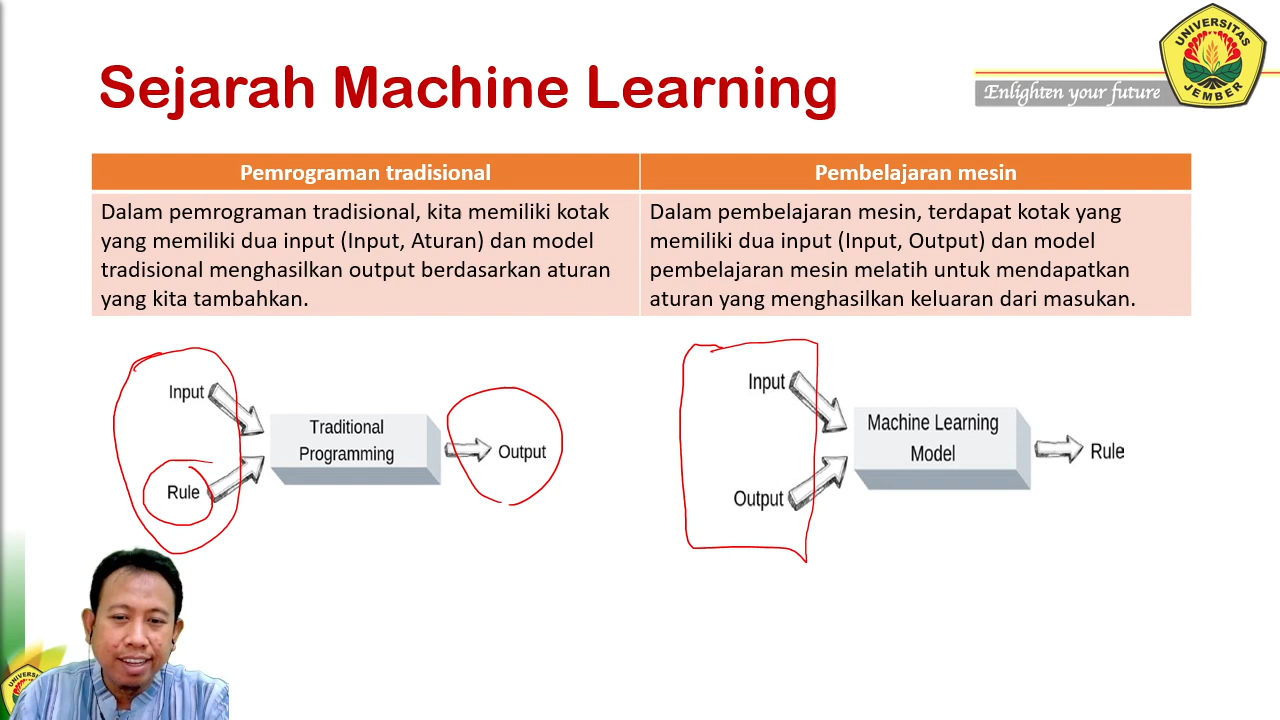 Sejarah Machine Learning
UNIVERSITAS
JEMBER
Enlighten your future
Pemrograman tradisional
Dalam pemrograman tradisional, kita memiliki kotak
yang memiliki dua input (Input, Aturan) dan model
tradisional menghasilkan output berdasarkan aturan
yang kita tambahkan.
Pembelajaran mesin
Dalam pembelajaran mesin, terdapat kotak yang
memiliki dua input (Input, Output) dan model
pembelajaran mesin melatih untuk mendapatkan
aturan yang menghasilkan keluaran dari masukan.
Input
Rule
Traditional
Programming
Output
Input
Output
Machine Learning
Model
Rule